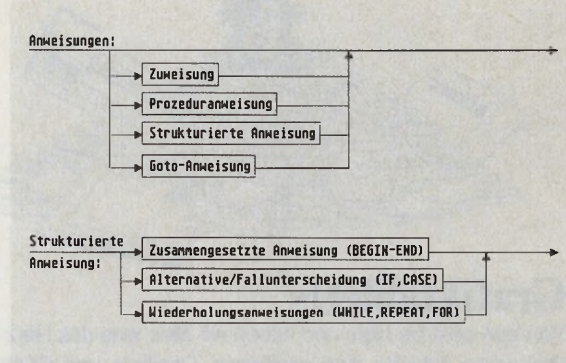 Anweisungen:
Zuweisung
Prozeduranweisung
Strukturierte Anweisung
Goto-Anweisung
Strukturierte
Anweisung:
Zusammengesetzte Anweisung (BEGIN-END)
Alternative/Fallunterscheidung (IF,CASE)
Wiederholungsanweisungen (WHILE,REPEAT,FOR)